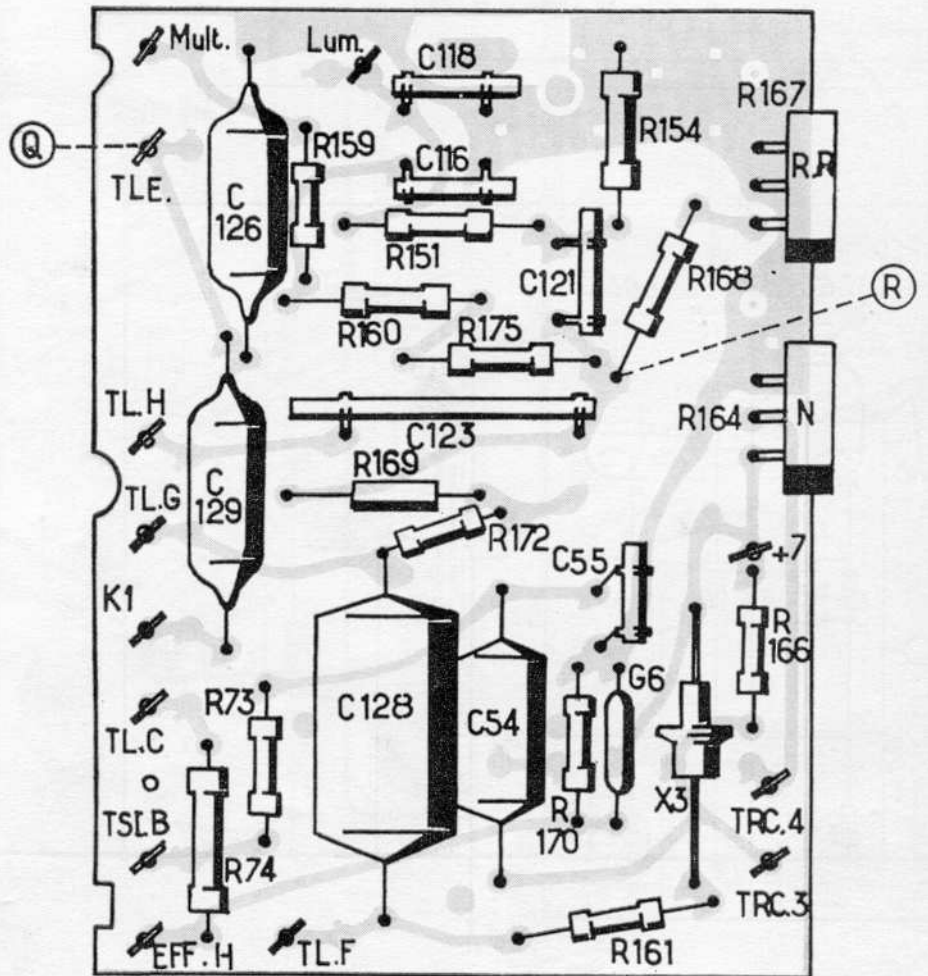 Mult.
Lum.
C118
R154
R167
R.R
Q
TLE.
C
126
R159
C116
R151
C121
R168
R
R160
R175
TL.H
C123
R164
N
TL.G
C
129
R169
R172
C55
+7
K1
R
166
R73
C128
C54
G6
TL.C
X3
R
170
TRC.4
TSI.B
R74
TRC.3
EFF.H
TL.F
R161